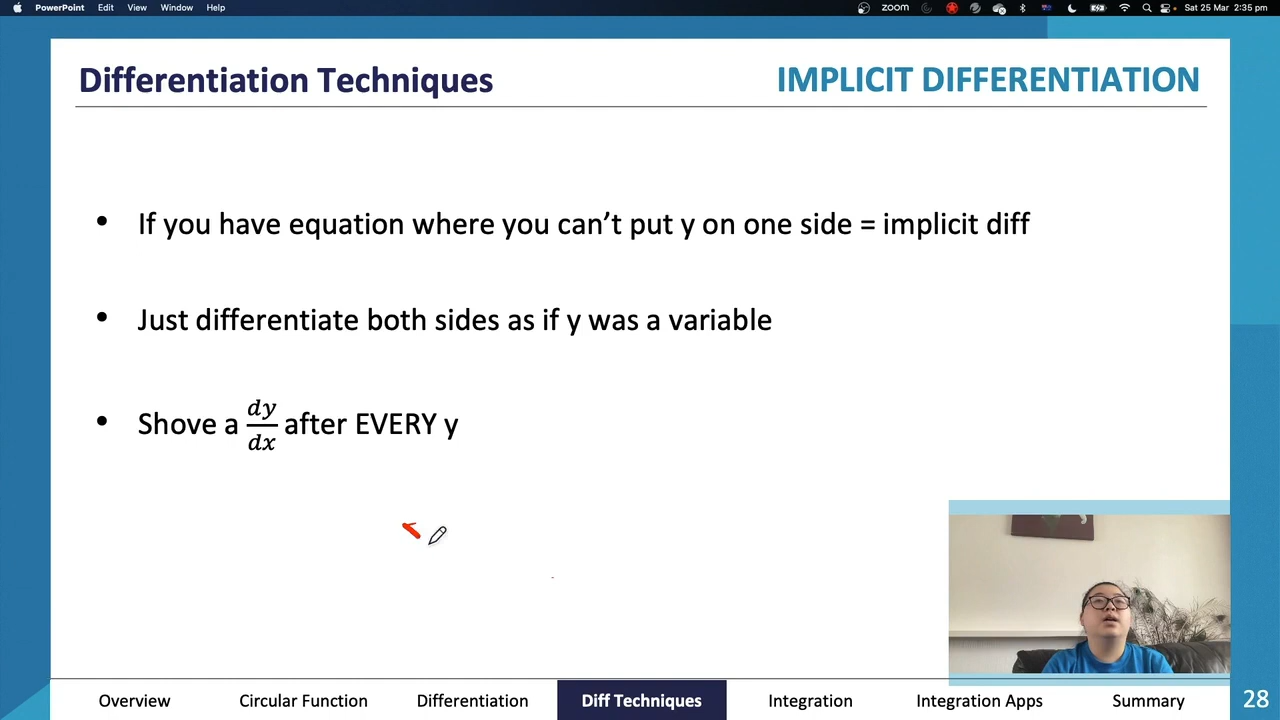 PowerPoint Edit View Window Help zoom Sat 25 Mar 2:35 pm
Differentiation Techniques IMPLICIT DIFFERENTIATION
• If you have equation where you can't put y on one side = implicit diff
• Just differentiate both sides as if y was a variable
• Shove a dy/dx after EVERY y
Overview Circular Function Differentiation Diff Techniques Integration Integration Apps Summary 28